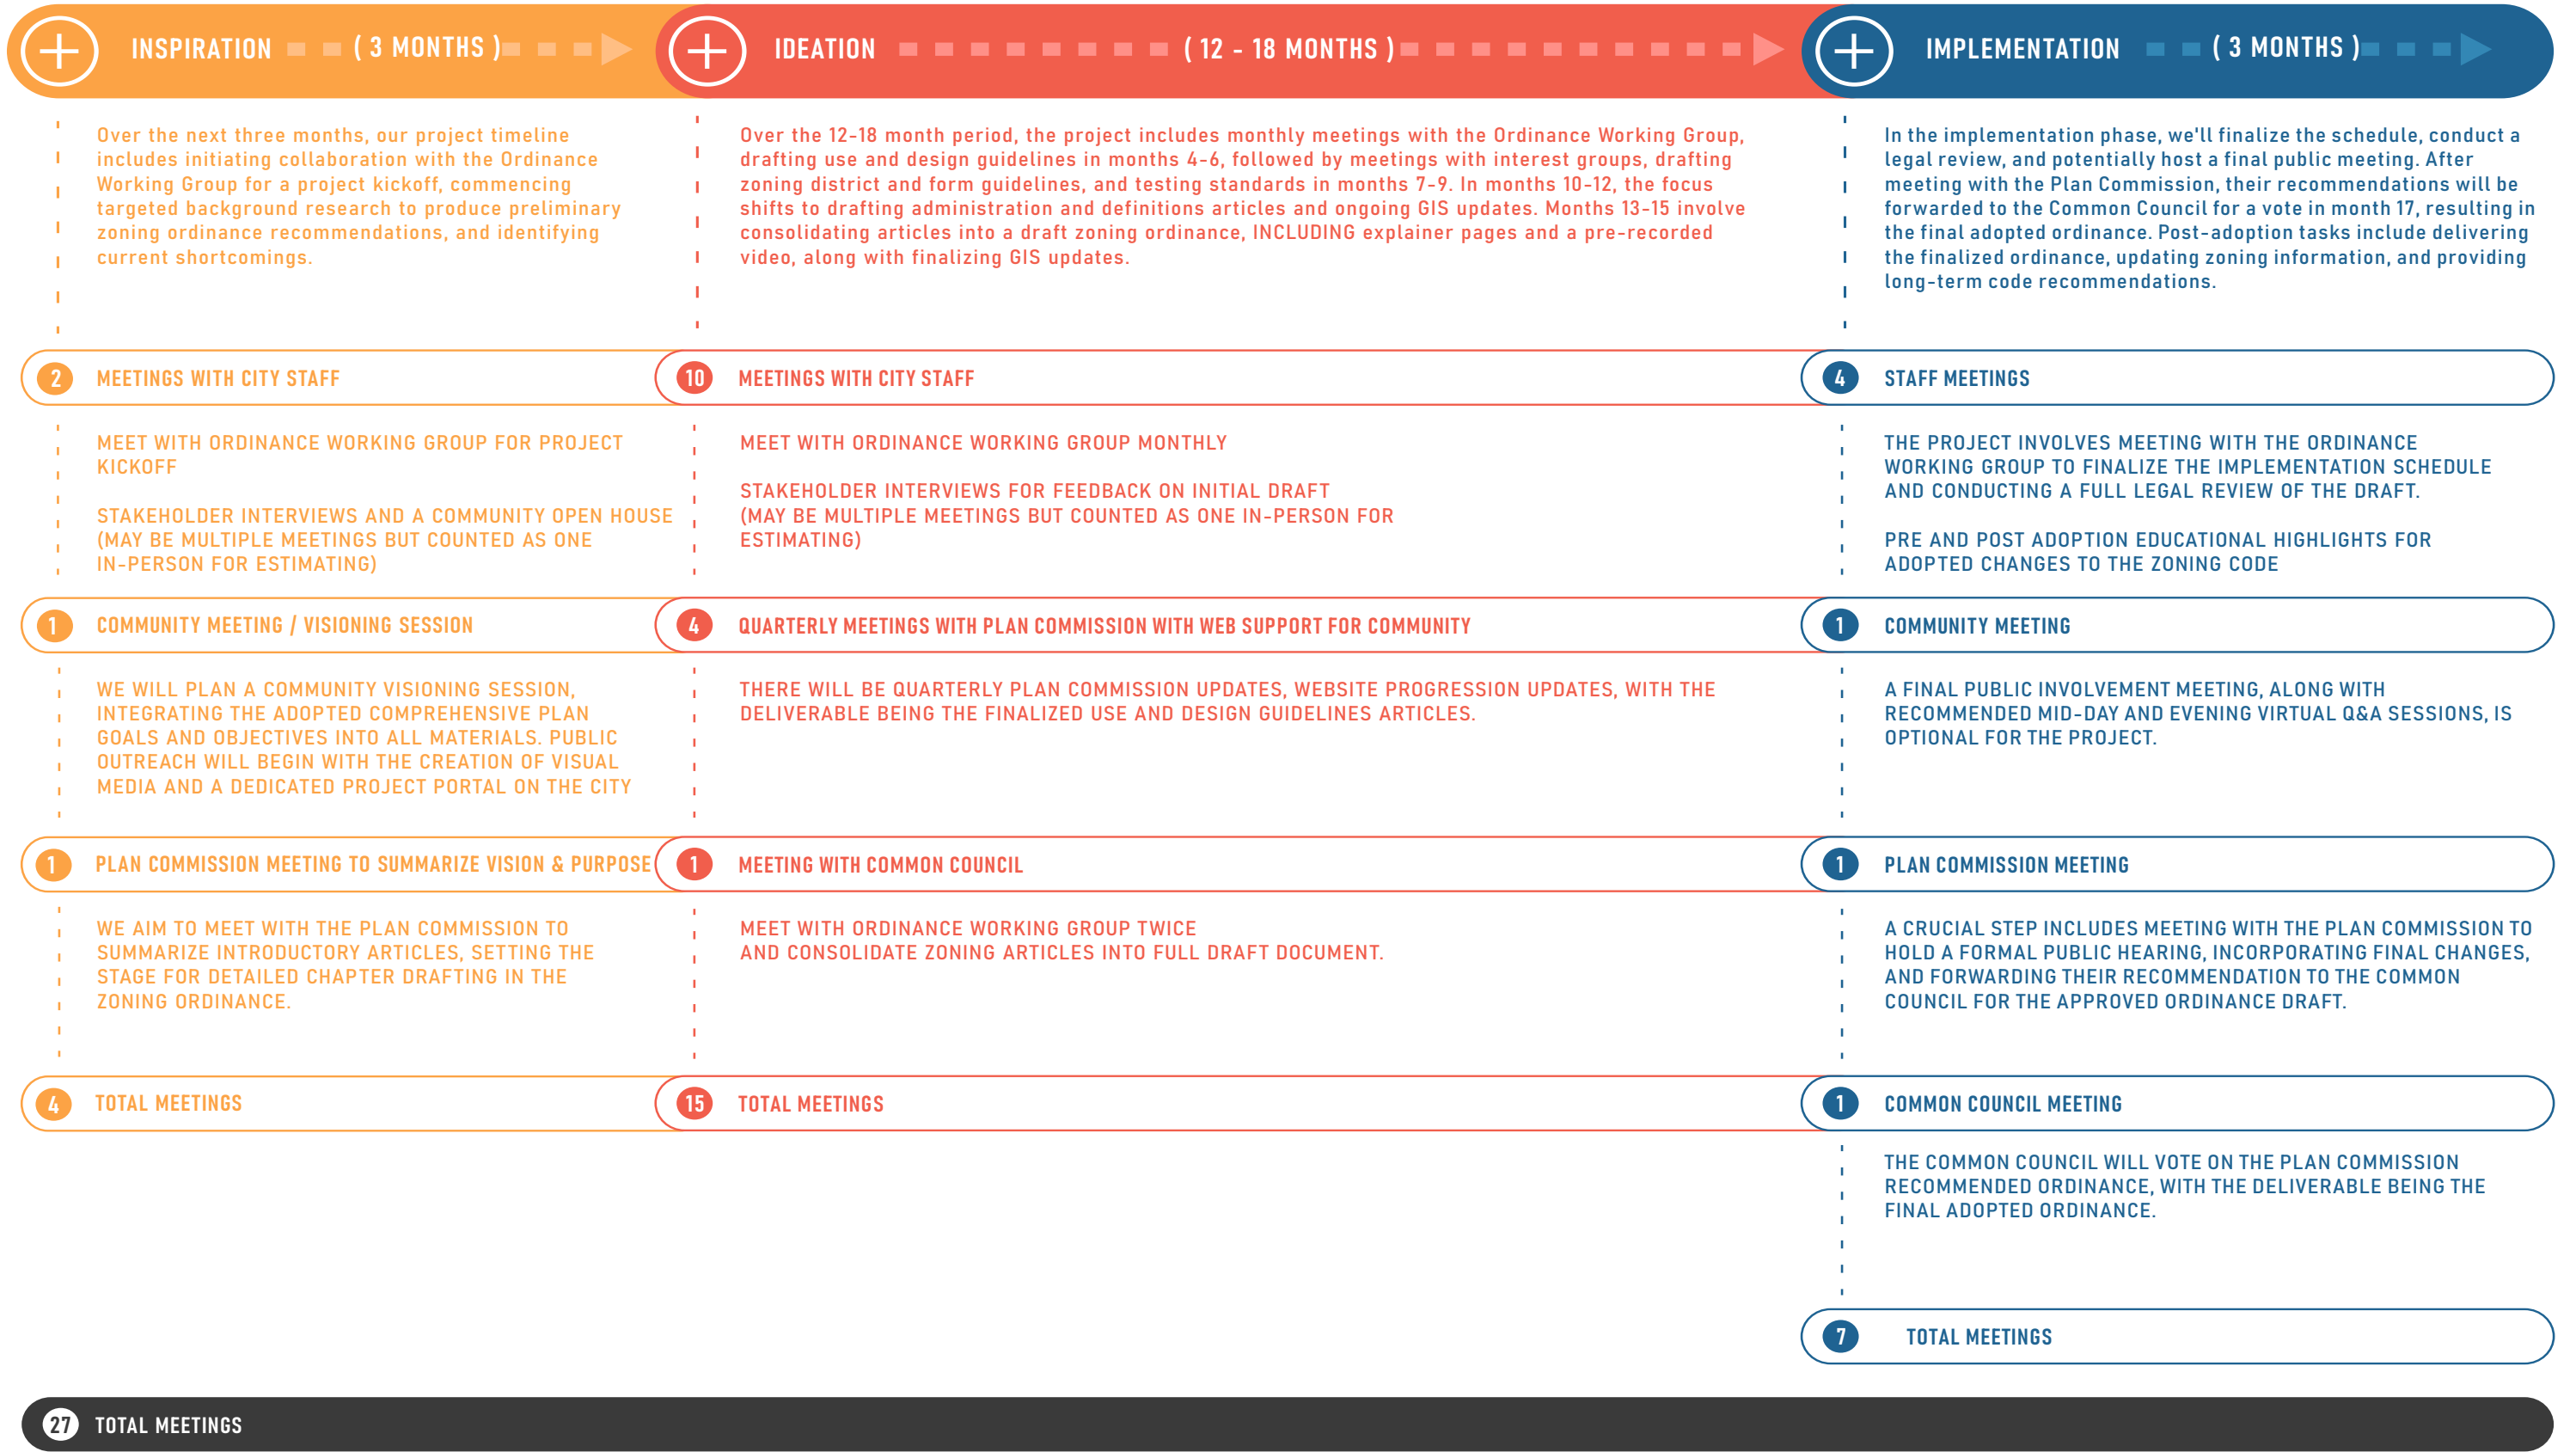 INSPIRATION ( 3 MONTHS )
Over the next three months, our project timeline
includes initiating collaboration with the Ordinance
Working Group for a project kickoff, commencing
targeted background research to produce preliminary
zoning ordinance recommendations, and identifying
current shortcomings.
2 MEETINGS WITH CITY STAFF
MEET WITH ORDINANCE WORKING GROUP FOR PROJECT
KICKOFF
STAKEHOLDER INTERVIEWS AND A COMMUNITY OPEN HOUSE
(MAY BE MULTIPLE MEETINGS BUT COUNTED AS ONE
IN-PERSON FOR ESTIMATING)
1 COMMUNITY MEETING / VISIONING SESSION
WE WILL PLAN A COMMUNITY VISIONING SESSION,
INTEGRATING THE ADOPTED COMPREHENSIVE PLAN
GOALS AND OBJECTIVES INTO ALL MATERIALS. PUBLIC
OUTREACH WILL BEGIN WITH THE CREATION OF VISUAL
MEDIA AND A DEDICATED PROJECT PORTAL ON THE CITY
1 PLAN COMMISSION MEETING TO SUMMARIZE VISION & PURPOSE
WE AIM TO MEET WITH THE PLAN COMMISSION TO
SUMMARIZE INTRODUCTORY ARTICLES, SETTING THE
STAGE FOR DETAILED CHAPTER DRAFTING IN THE
ZONING ORDINANCE.
4 TOTAL MEETINGS
IDEATION ( 12 - 18 MONTHS )
Over the 12-18 month period, the project includes monthly meetings with the Ordinance Working Group,
drafting use and design guidelines in months 4-6, followed by meetings with interest groups, drafting
zoning district and form guidelines, and testing standards in months 7-9. In months 10-12, the focus
shifts to drafting administration and definitions articles and ongoing GIS updates. Months 13-15 involve
consolidating articles into a draft zoning ordinance, INCLUDING explainer pages and a pre-recorded
video, along with finalizing GIS updates.
10 MEETINGS WITH CITY STAFF
MEET WITH ORDINANCE WORKING GROUP MONTHLY
STAKEHOLDER INTERVIEWS FOR FEEDBACK ON INITIAL DRAFT
(MAY BE MULTIPLE MEETINGS BUT COUNTED AS ONE IN-PERSON FOR
ESTIMATING)
4 QUARTERLY MEETINGS WITH PLAN COMMISSION WITH WEB SUPPORT FOR COMMUNITY
THERE WILL BE QUARTERLY PLAN COMMISSION UPDATES, WEBSITE PROGRESSION UPDATES, WITH THE
DELIVERABLE BEING THE FINALIZED USE AND DESIGN GUIDELINES ARTICLES.
1 MEETING WITH COMMON COUNCIL
MEET WITH ORDINANCE WORKING GROUP TWICE
AND CONSOLIDATE ZONING ARTICLES INTO FULL DRAFT DOCUMENT.
15 TOTAL MEETINGS
IMPLEMENTATION ( 3 MONTHS )
In the implementation phase, we'll finalize the schedule, conduct a
legal review, and potentially host a final public meeting. After
meeting with the Plan Commission, their recommendations will be
forwarded to the Common Council for a vote in month 17, resulting in
the final adopted ordinance. Post-adoption tasks include delivering
the finalized ordinance, updating zoning information, and providing
long-term code recommendations.
4 STAFF MEETINGS
THE PROJECT INVOLVES MEETING WITH THE ORDINANCE
WORKING GROUP TO FINALIZE THE IMPLEMENTATION SCHEDULE
AND CONDUCTING A FULL LEGAL REVIEW OF THE DRAFT.
PRE AND POST ADOPTION EDUCATIONAL HIGHLIGHTS FOR
ADOPTED CHANGES TO THE ZONING CODE
1 COMMUNITY MEETING
A FINAL PUBLIC INVOLVEMENT MEETING, ALONG WITH
RECOMMENDED MID-DAY AND EVENING VIRTUAL Q&A SESSIONS, IS
OPTIONAL FOR THE PROJECT.
1 PLAN COMMISSION MEETING
A CRUCIAL STEP INCLUDES MEETING WITH THE PLAN COMMISSION TO
HOLD A FORMAL PUBLIC HEARING, INCORPORATING FINAL CHANGES,
AND FORWARDING THEIR RECOMMENDATION TO THE COMMON
COUNCIL FOR THE APPROVED ORDINANCE DRAFT.
1 COMMON COUNCIL MEETING
THE COMMON COUNCIL WILL VOTE ON THE PLAN COMMISSION
RECOMMENDED ORDINANCE, WITH THE DELIVERABLE BEING THE
FINAL ADOPTED ORDINANCE.
7 TOTAL MEETINGS
27 TOTAL MEETINGS